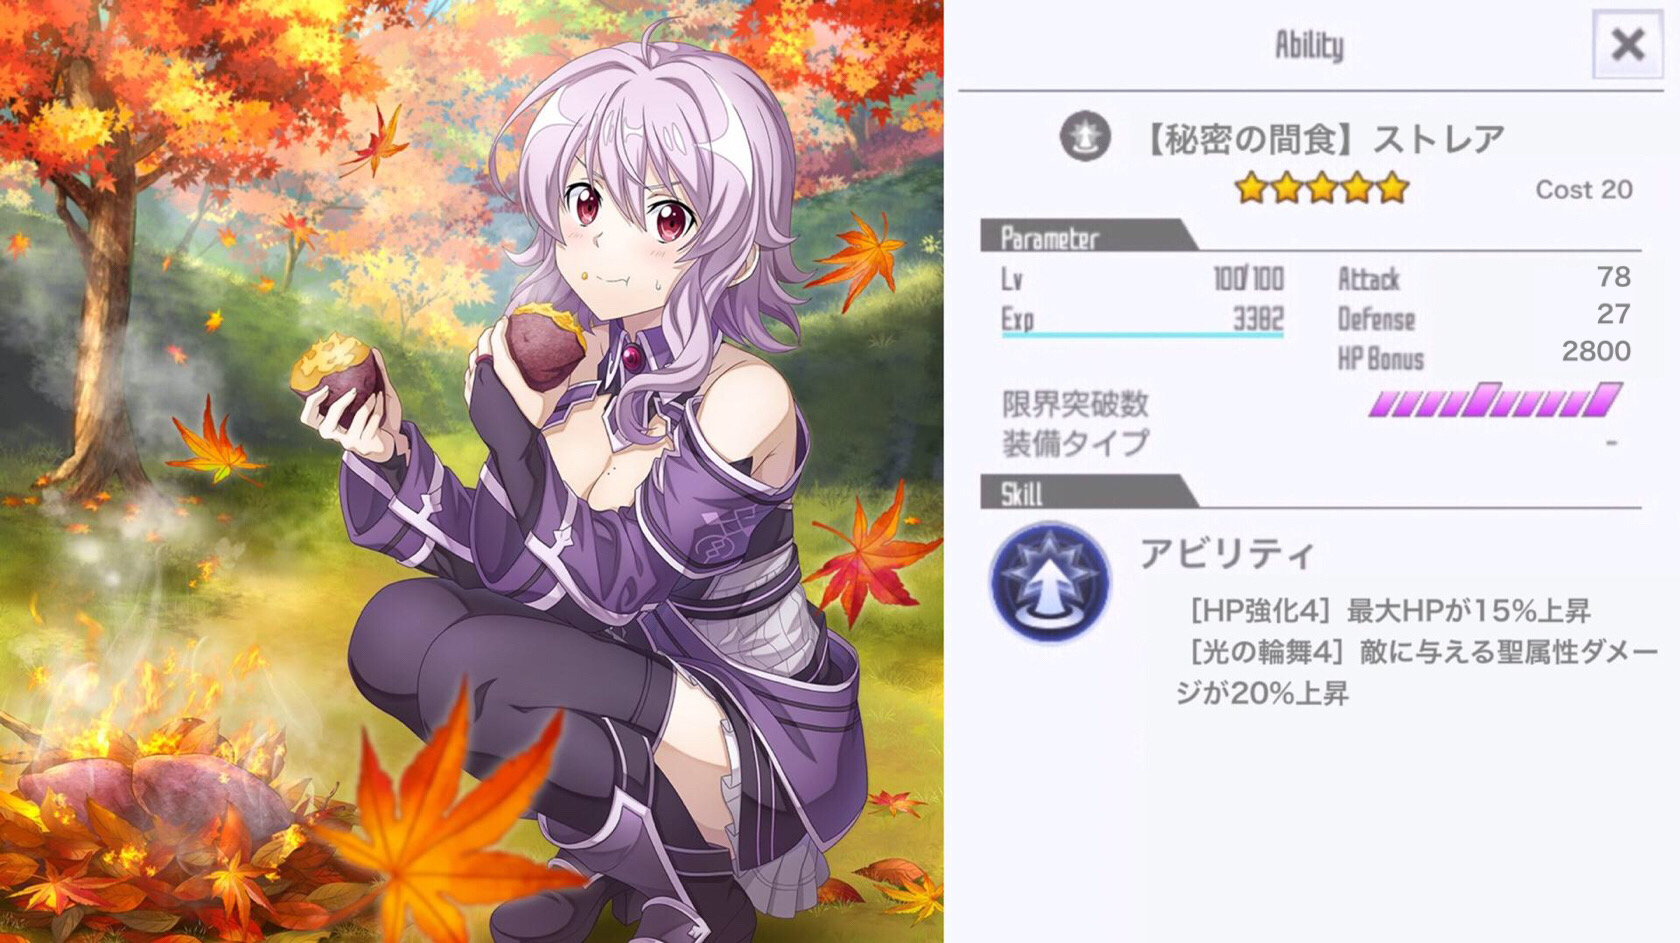 Ability
【秘密の間食】ストレア
Cost 20
Parameter
Lv 100/100
Exp 3382
Attack 78
Defense 27
HP Bonus 2800
限界突破数
装備タイプ -
Skill
アビリティ
［HP強化4］最大HPが15%上昇
［光の輪舞4］敵に与える聖属性ダメー
ジが20%上昇